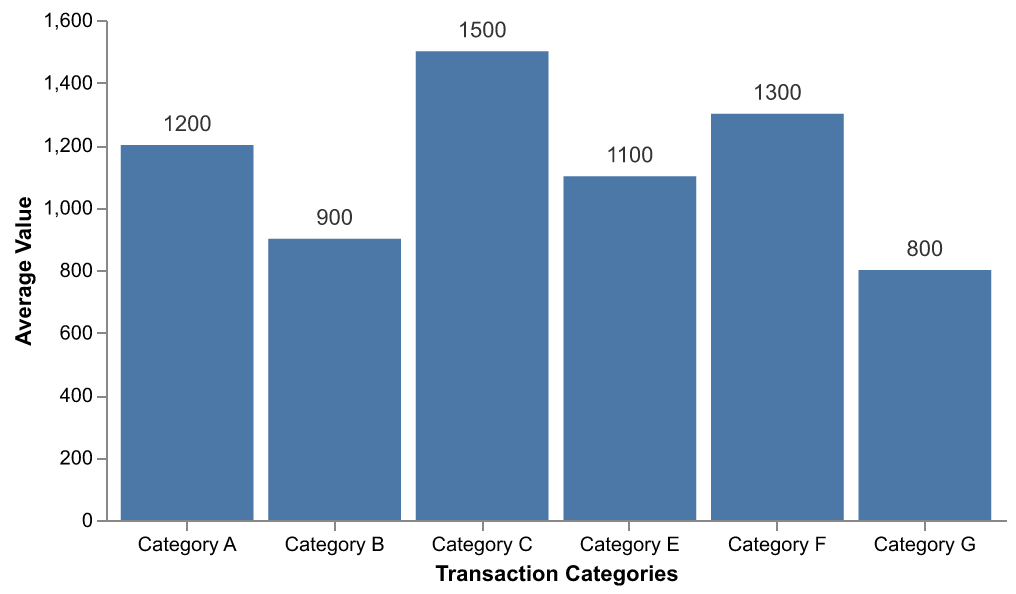 1,600
1,400
1,200
1,000
800
600
400
200
0
Average Value
1200
900
1500
1100
1300
800
Category A
Category B
Category C
Category E
Category F
Category G
Transaction Categories